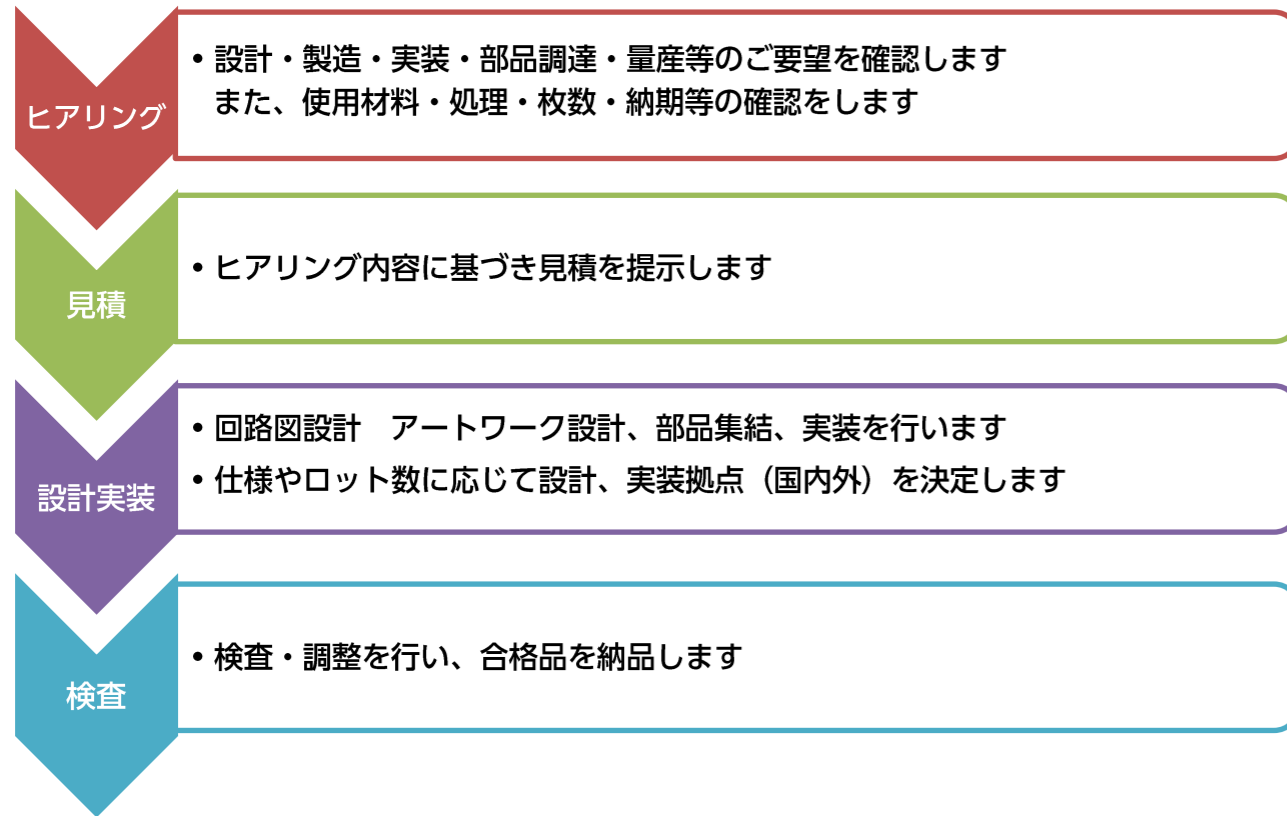 ヒアリング
・設計・製造・実装・部品調達・量産等のご要望を確認します
また、使用材料・処理・枚数・納期等の確認をします
見積
・ヒアリング内容に基づき見積を提示します
設計実装
・回路図設計　アートワーク設計、部品集結、実装を行います
・仕様やロット数に応じて設計、実装拠点（国内外）を決定します
検査
・検査・調整を行い、合格品を納品します